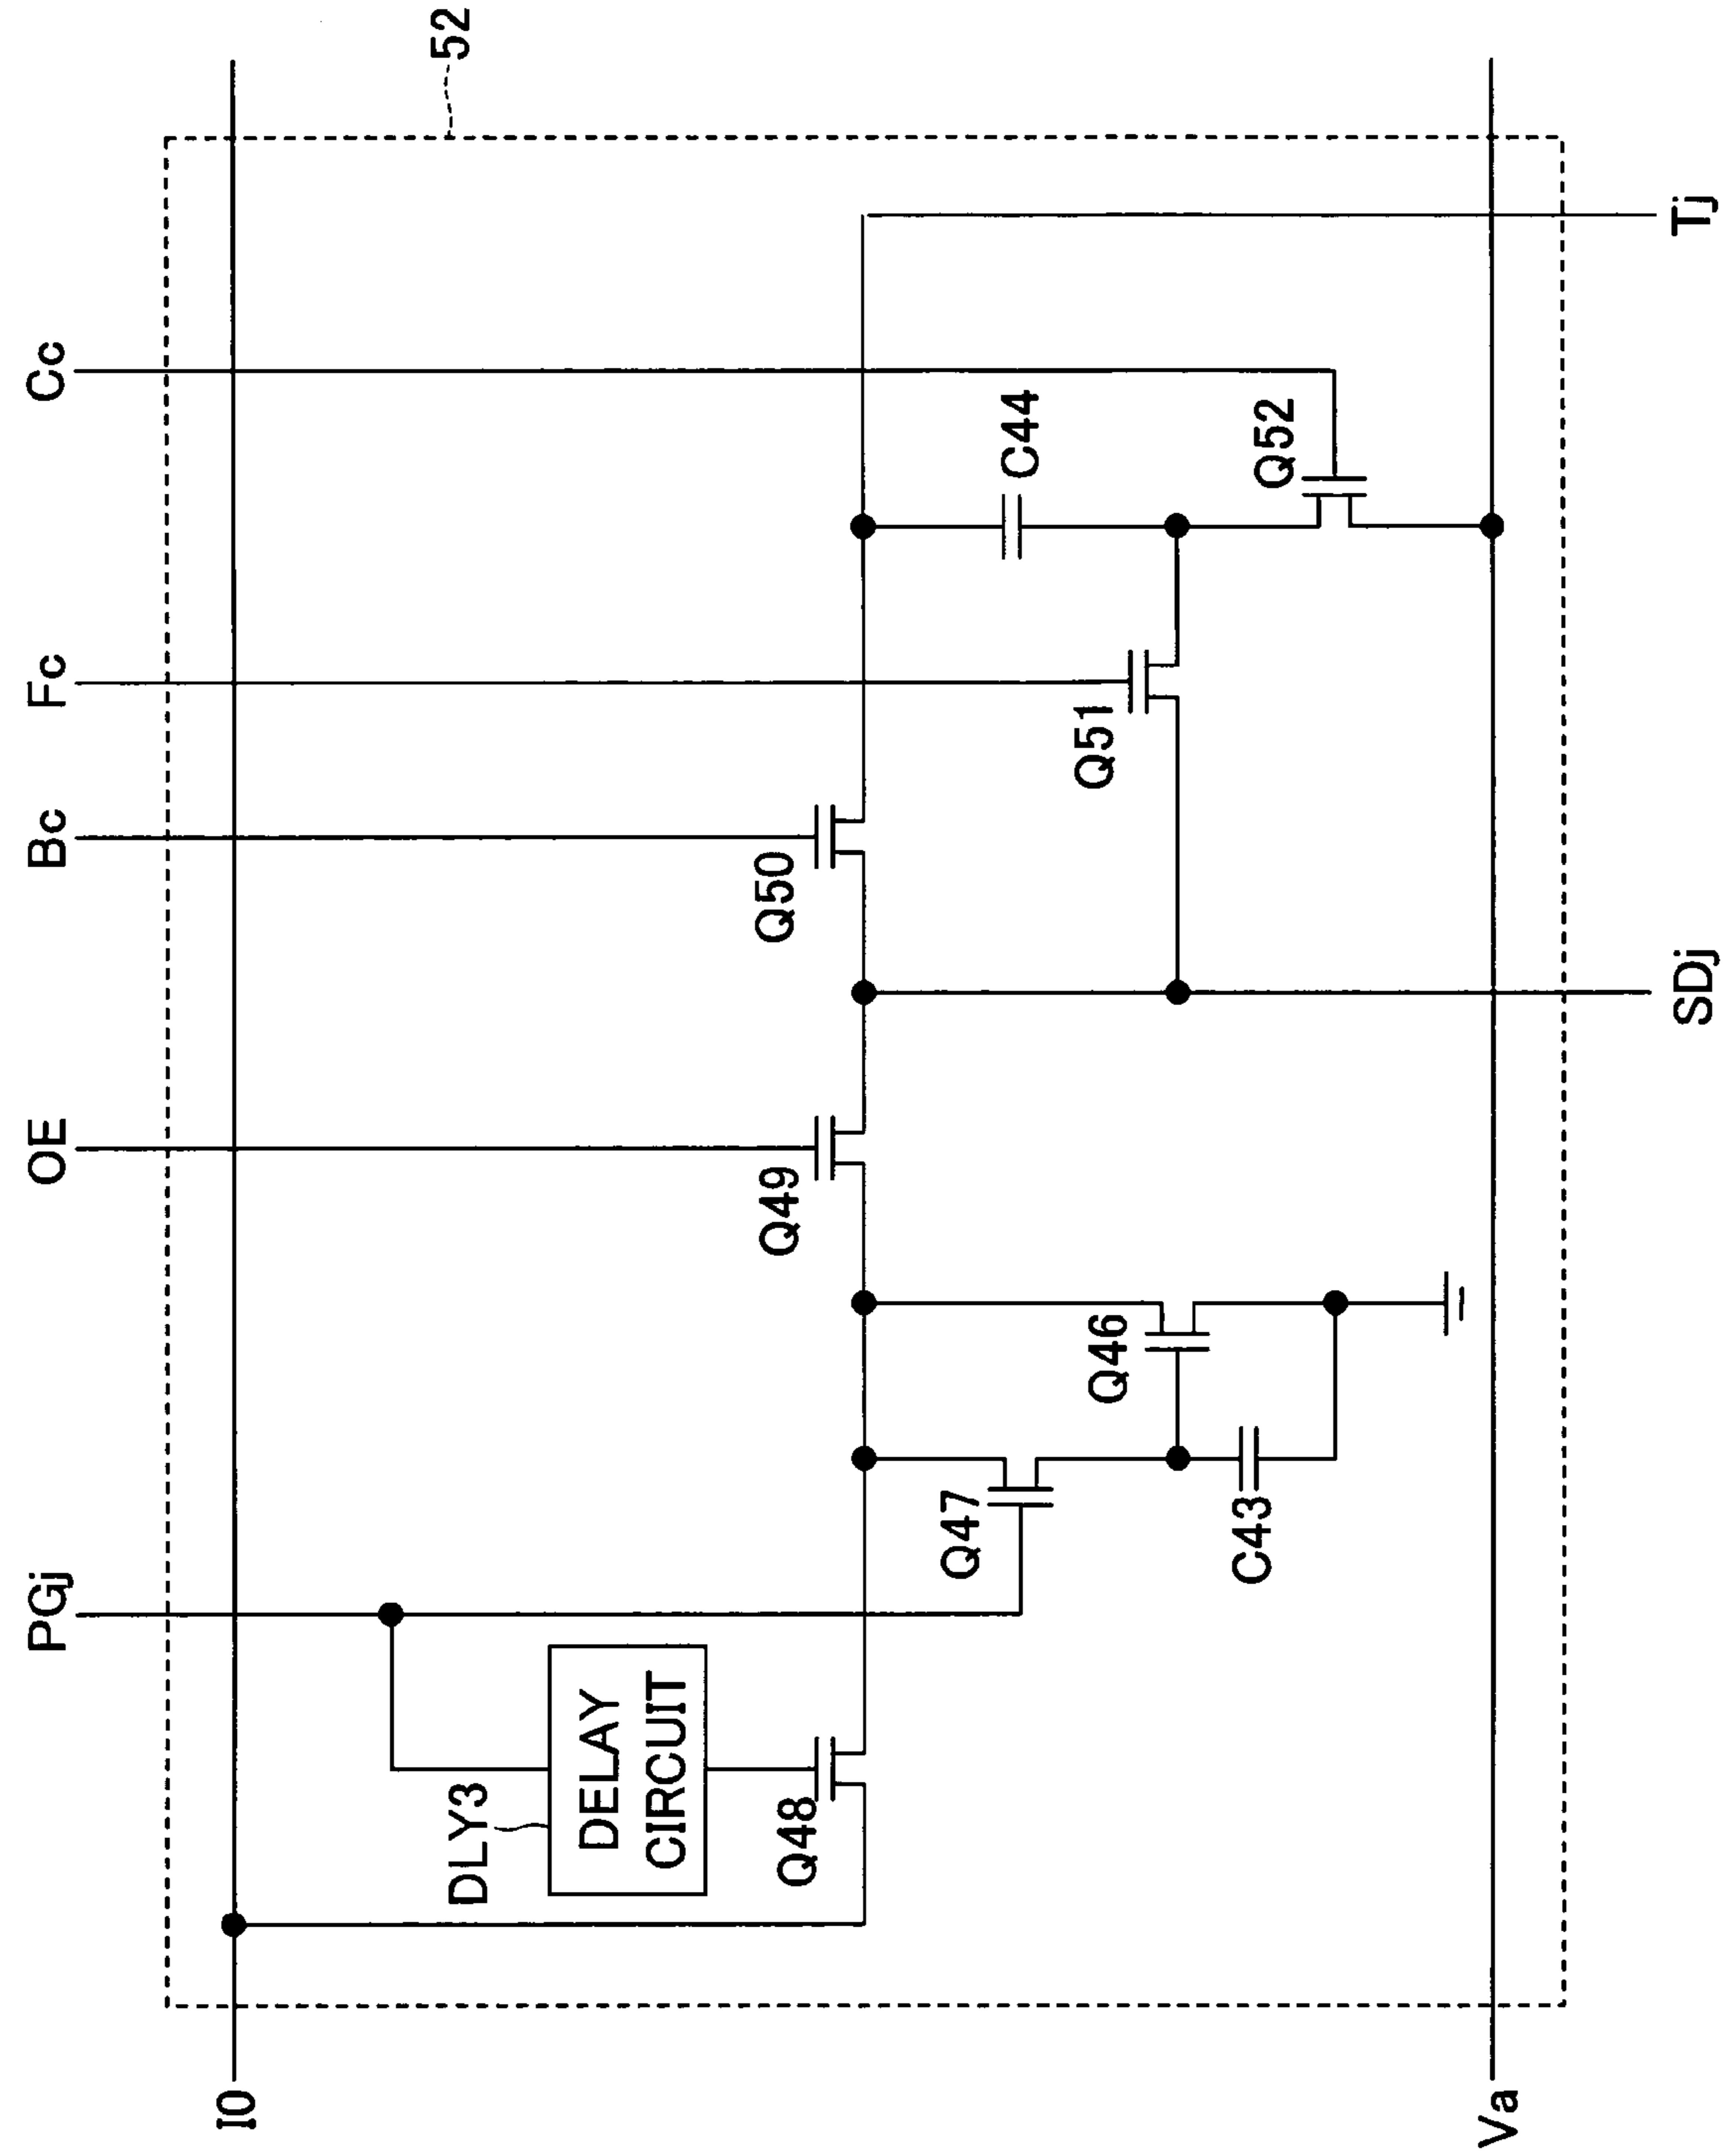 52
PGj
OE
Bc
Fc
Cc
I0
DLY3
DELAY
CIRCUIT
Q48
Q47
Q46
C43
Q49
Q50
Q51
C44
Q52
Va
SDj
Tj